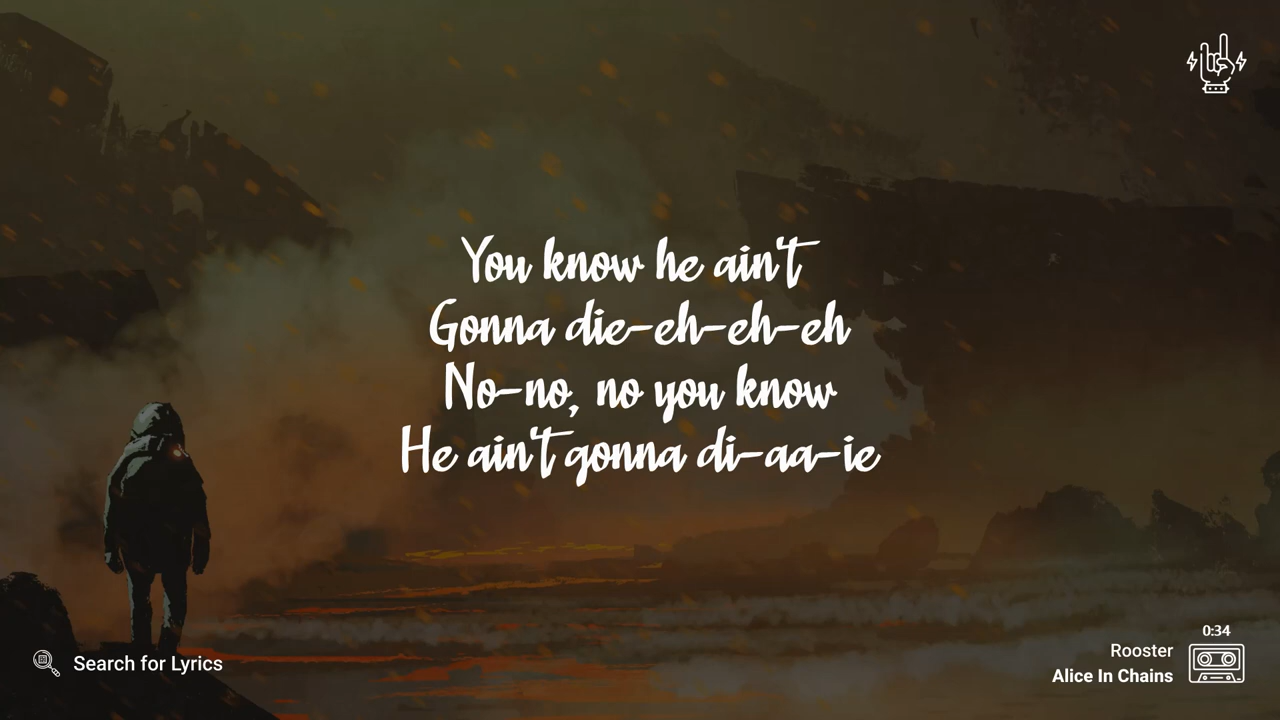 You know he ain't
Gonna die-eh-eh-eh
No-no, no you know
He ain't gonna di-aa-ie
Search for Lyrics
0:34
Rooster
Alice In Chains